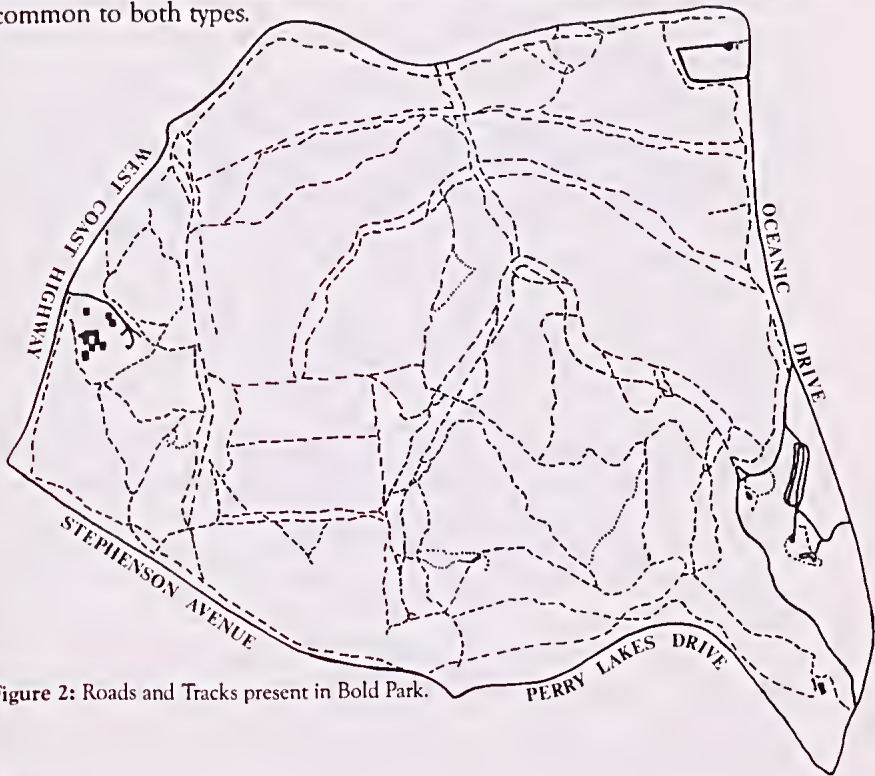 common to both types.
WEST COAST HIGHWAY
OCEANIC DRIVE
STEPHENSON AVENUE
PERRY LAKES DRIVE
Figure 2: Roads and Tracks present in Bold Park.